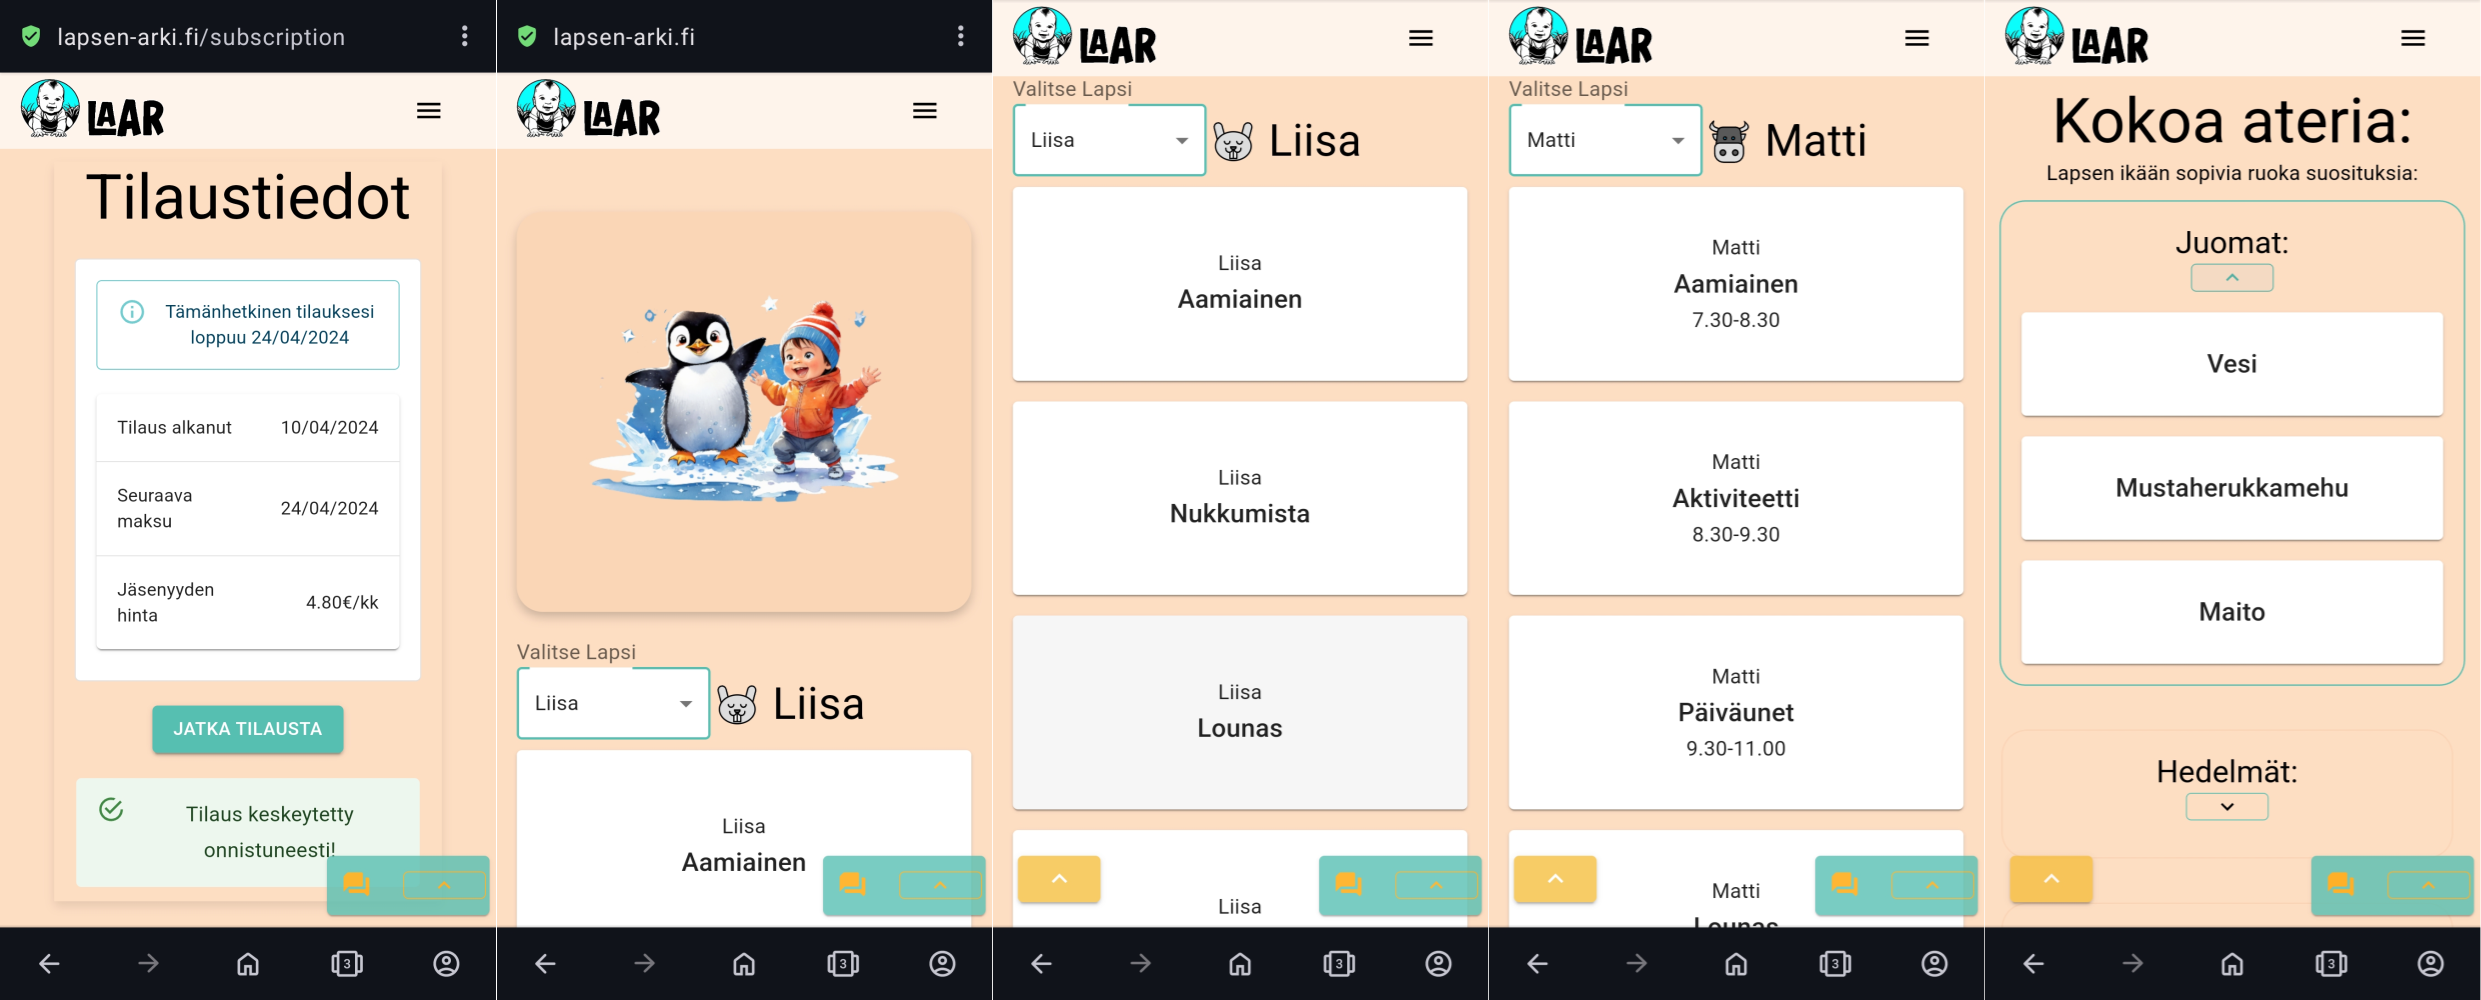 lapsen-arki.fi/subscription
LAAR
Tilaustiedot
Tämänhetkinen tilauksesi
loppuu 24/04/2024
Tilaus alkanut 10/04/2024
Seuraava
maksu
24/04/2024
Jäsenyyden
hinta
4.80€/kk
JATKA TILAUSTA
Tilaus keskeytetty
onnistuneesti!
3
lapsen-arki.fi
LAAR
Valitse Lapsi
Liisa
Liisa
Liisa
Aamiainen
3
LAAR
Valitse Lapsi
Liisa
Liisa
Liisa
Aamiainen
Liisa
Nukkumista
Liisa
Lounas
Liisa
3
LAAR
Valitse Lapsi
Matti
Matti
Matti
Aamiainen
7.30-8.30
Matti
Aktiviteetti
8.30-9.30
Matti
Päiväunet
9.30-11.00
Matti
Lounas
3
LAAR
Kokoa ateria:
Lapsen ikään sopivia ruoka suosituksia:
Juomat:
Vesi
Mustaherukkamehu
Maito
Hedelmät:
3